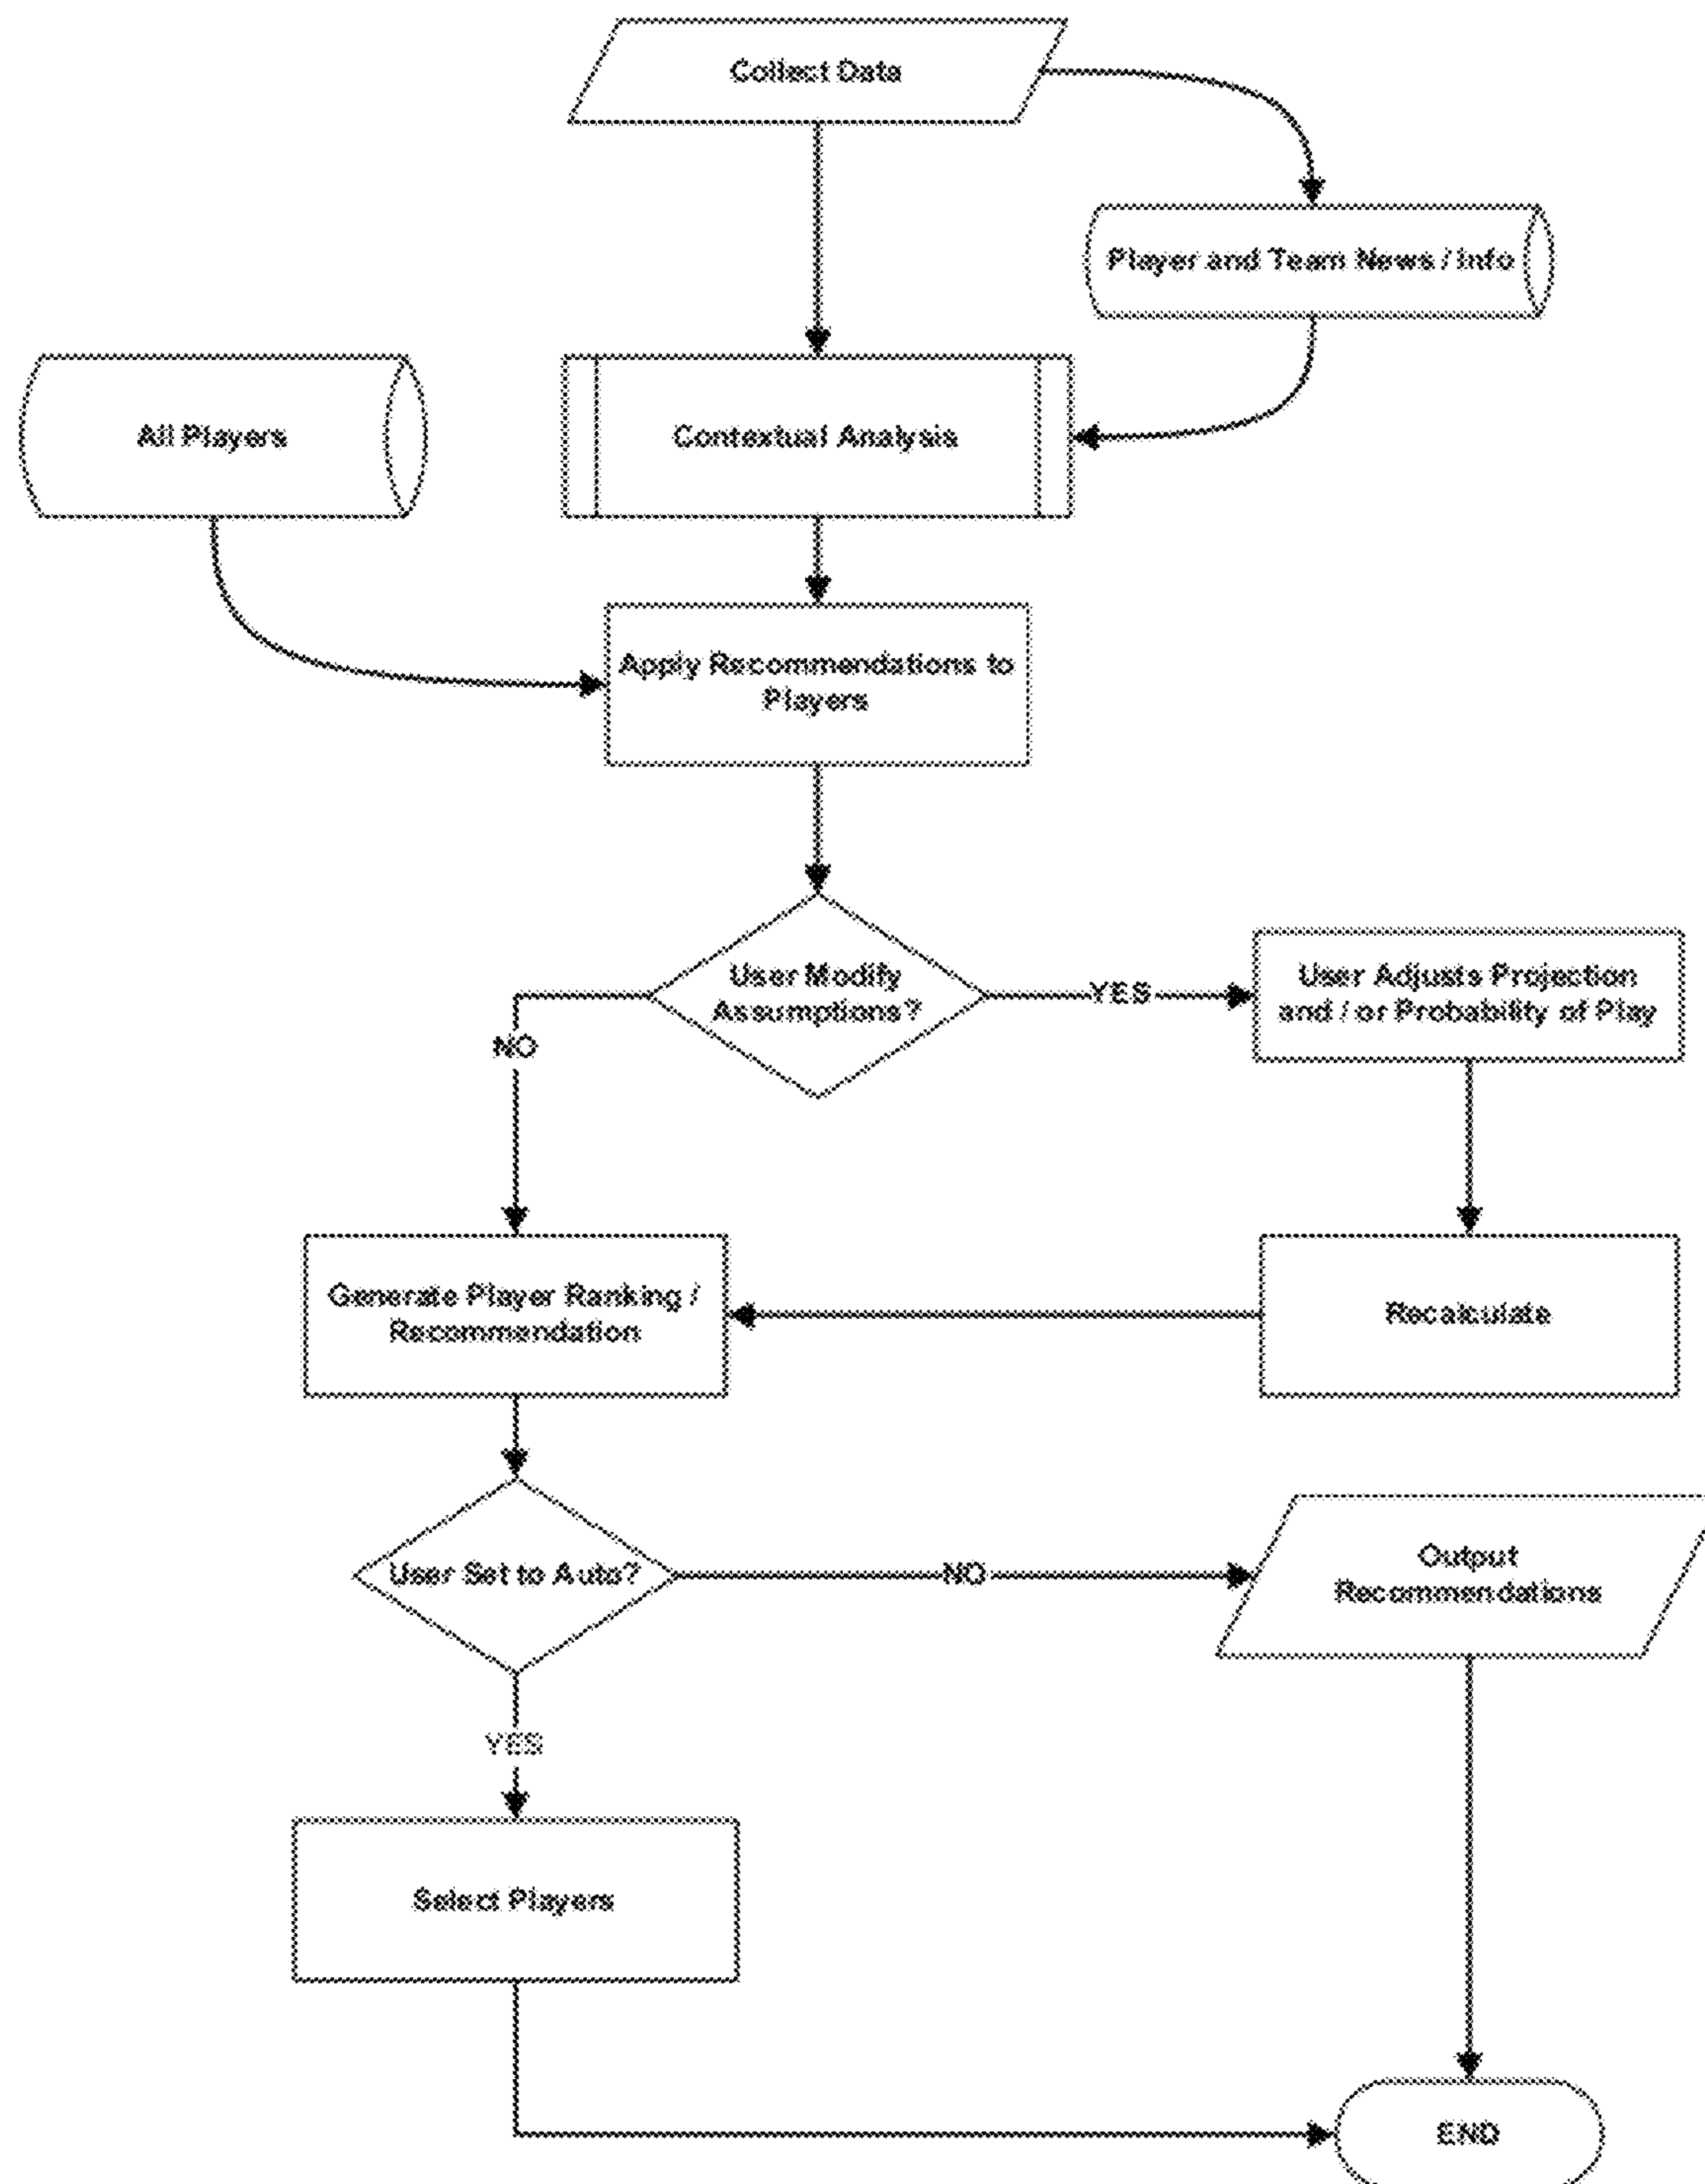 Collect Data
Player and Team News / Info
All Players
Contextual Analysis
Apply Recommendations to
Players
User Modify
Assumptions?
YES
User Adjusts Projection
and / or Probability of Play
NO
Generate Player Ranking /
Recommendation
Recalculate
User Set to Auto?
NO
Output
Recommendations
YES
Select Players
END